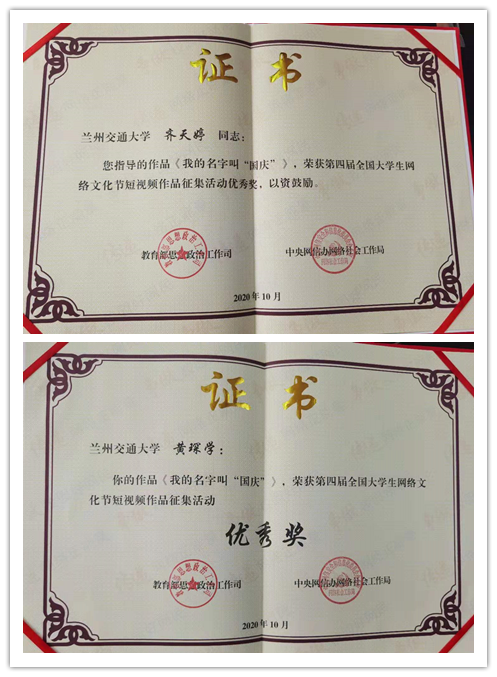 证 书
兰州交通大学 齐天婷 同志：
您指导的作品《我的名字叫“国庆”》，荣获第四届全国大学生网
络文化节短视频作品征集活动优秀奖，以资鼓励。
教育部思想政治工作司 中央网信办网络社会工作局
2020年10月
证 书
兰州交通大学 黄琛学：
你的作品《我的名字叫“国庆”》，荣获第四届全国大学生网络文
化节短视频作品征集活动
优秀奖
教育部思想政治工作司 中央网信办网络社会工作局
2020年10月